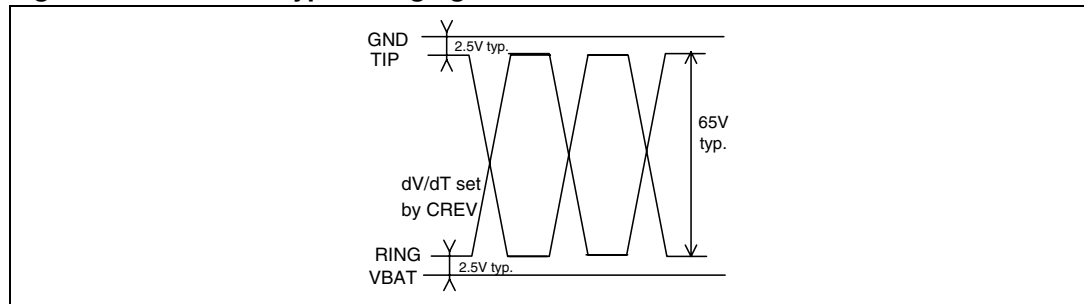 GND
2.5V typ.
TIP
65V
typ.
dV/dT set
by CREV
RING
2.5V typ.
VBAT